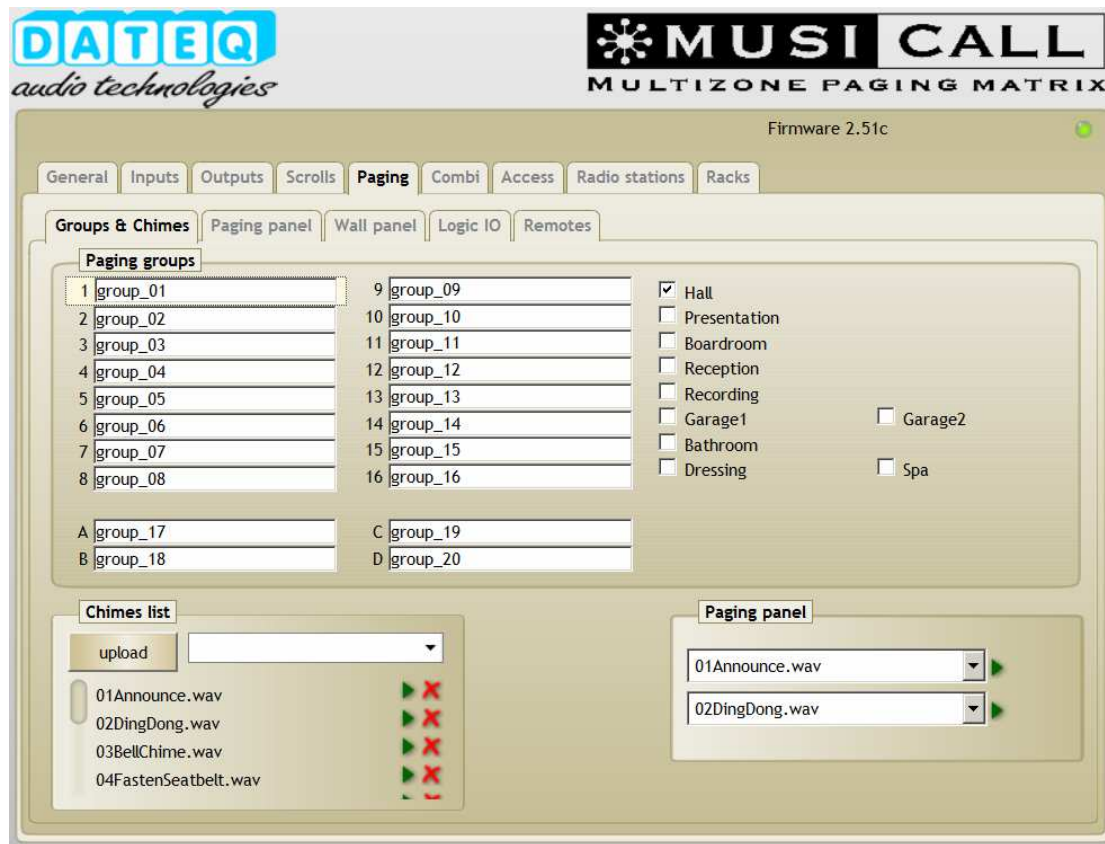 DATEQ
audio technologies
MUSICALL
MULTIZONE PAGING MATRIX
Firmware 2.51c
General Inputs Outputs Scrolls Paging Combi Access Radio stations Racks
Groups & Chimes Paging panel Wall panel Logic IO Remotes
Paging groups
1 group_01
2 group_02
3 group_03
4 group_04
5 group_05
6 group_06
7 group_07
8 group_08
A group_17
B group_18
9 group_09
10 group_10
11 group_11
12 group_12
13 group_13
14 group_14
15 group_15
16 group_16
C group_19
D group_20
Hall
Presentation
Boardroom
Reception
Recording
Garage1 Garage2
Bathroom
Dressing Spa
Chimes list
upload
01Announce.wav
02DingDong.wav
03BellChime.wav
04FastenSeatbelt.wav
Paging panel
01Announce.wav
02DingDong.wav